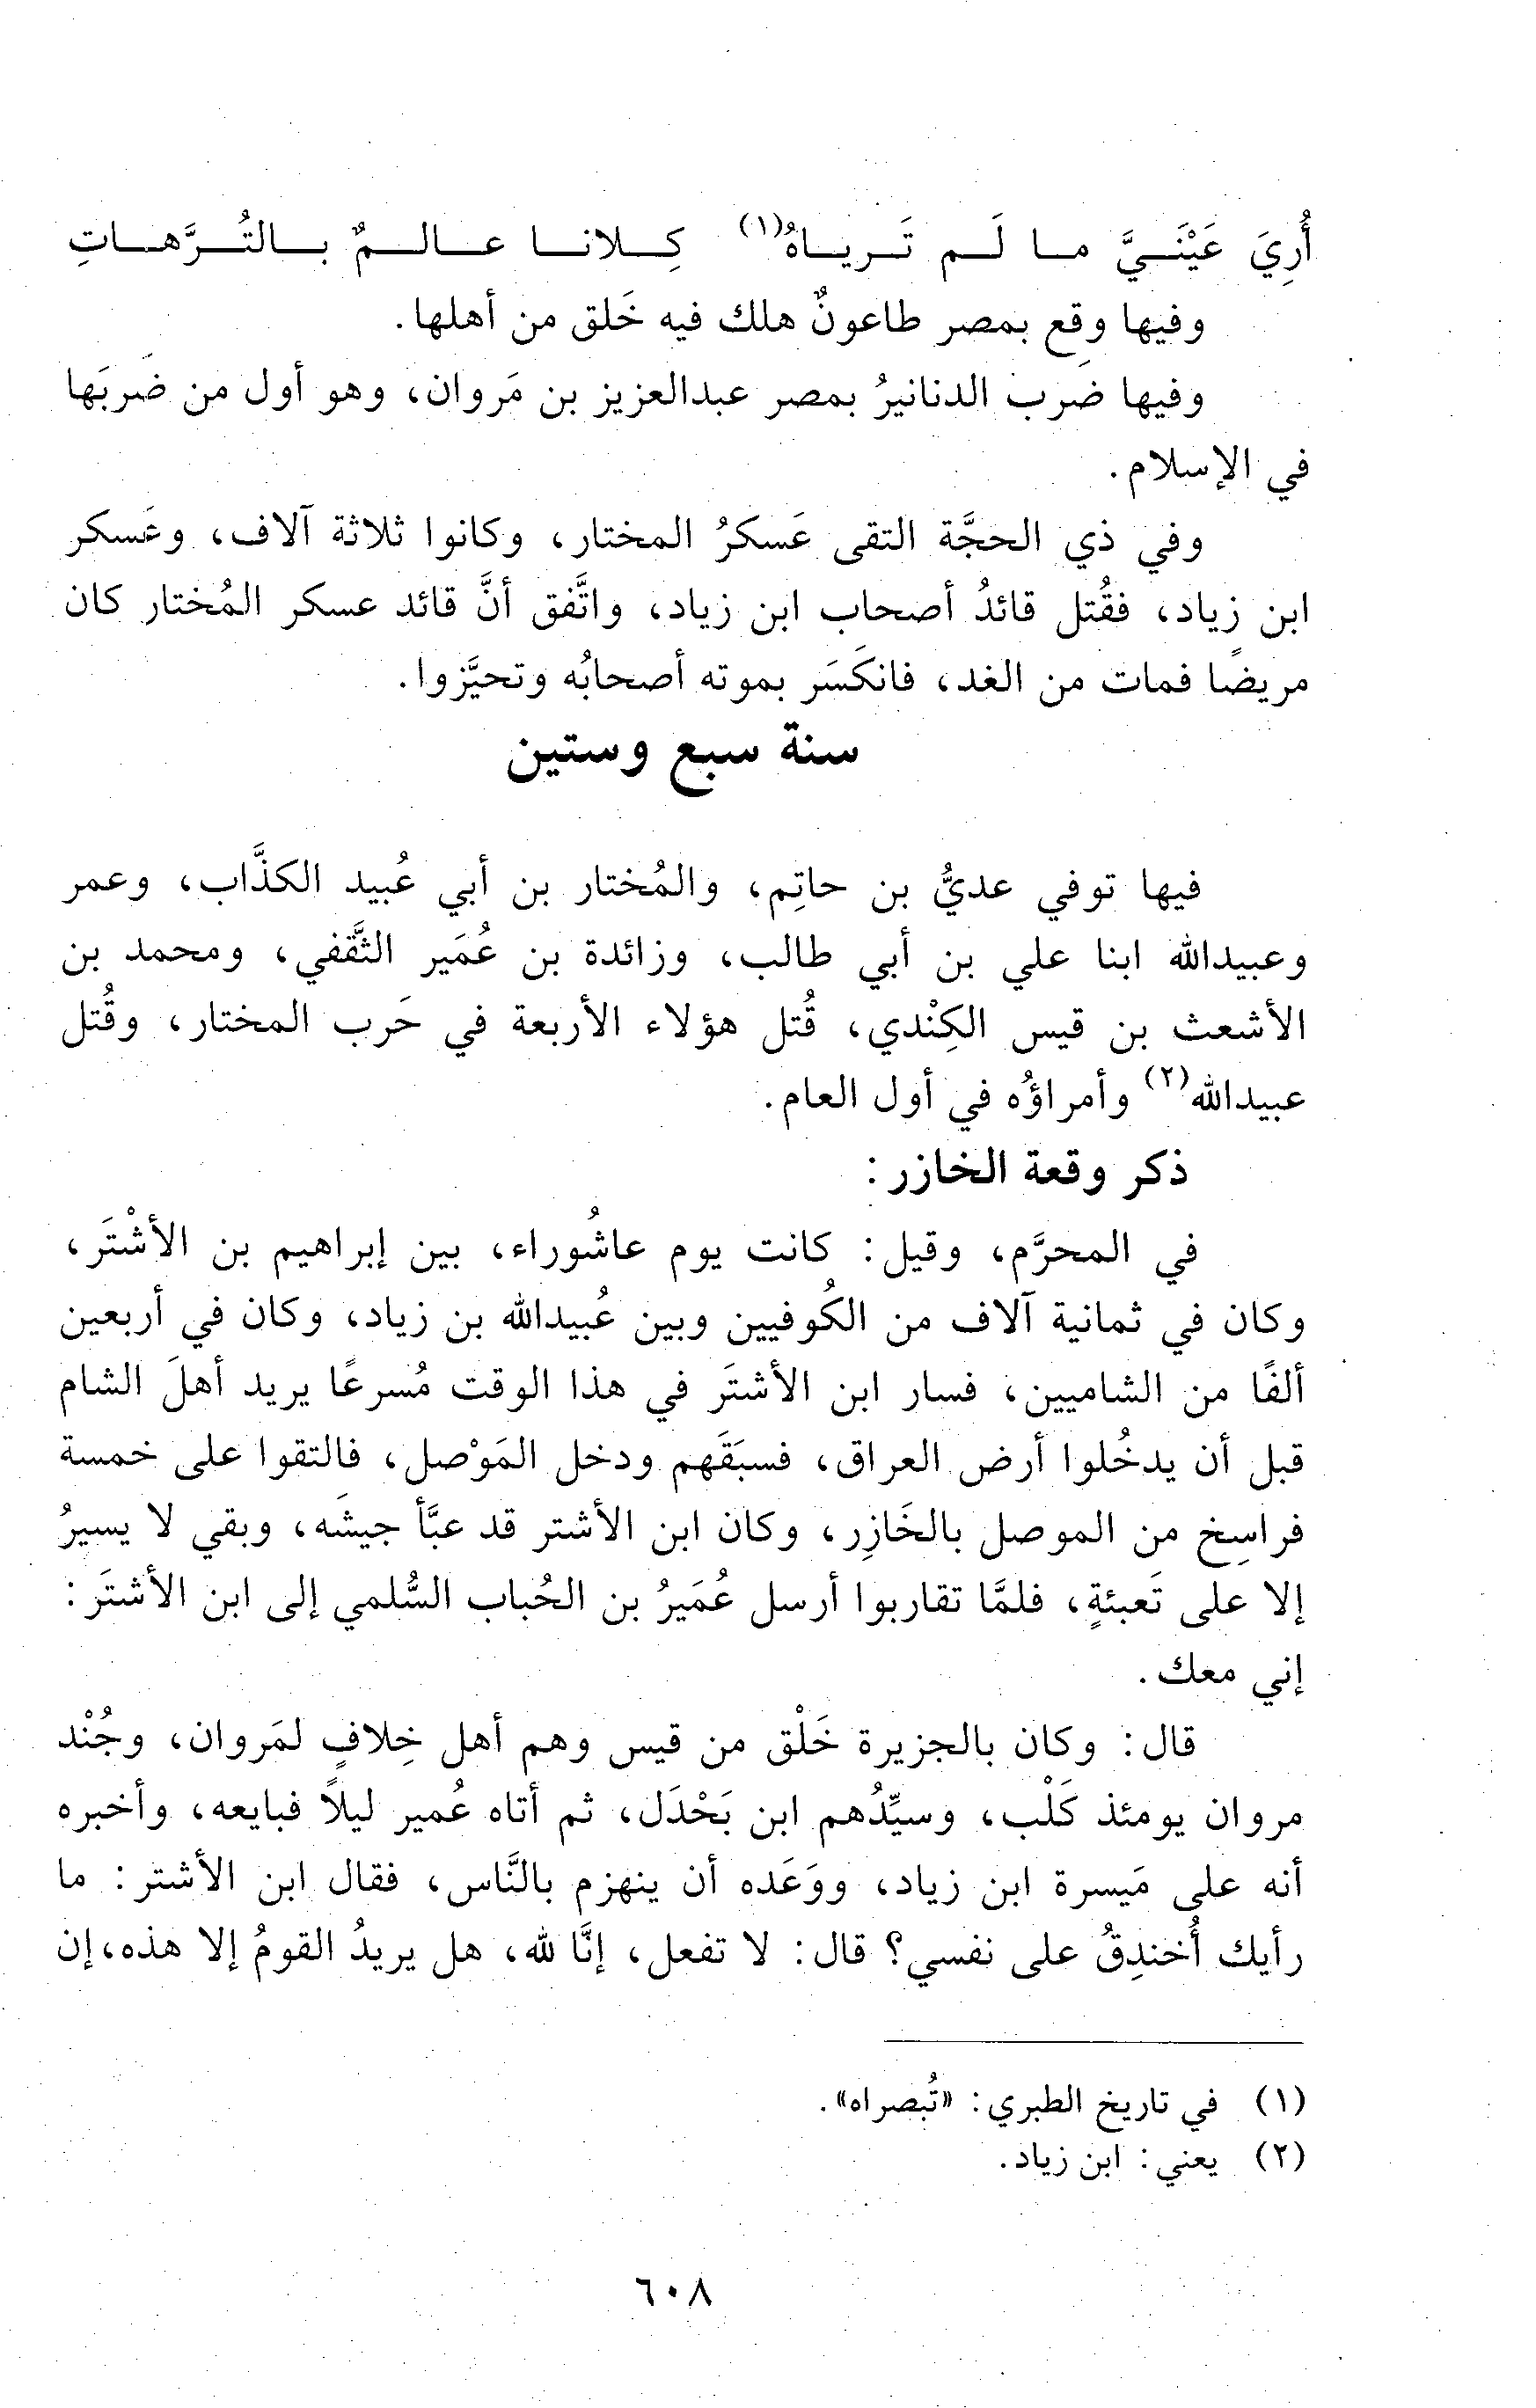 أُرِيَ عَيْنَيَّ ما لَم تَرياهُ(١) كِلانا عالمٌ بالتُرَّهاتِ
وفيها وقع بمصر طاعونٌ هلك فيه خَلق من أهلها.
وفيها ضَرب الدنانيرُ بمصر عبدالعزيز بن مَروان، وهو أول من ضَربَها
في الإسلام.
وفي ذي الحجَّة التقى عَسكرُ المختار، وكانوا ثلاثة آلاف، وعَسكر
ابن زياد، فقُتل قائدُ أصحاب ابن زياد، واتَّفق أنَّ قائد عسكر المُختار كان
مريضًا فمات من الغد، فانكَسَر بموته أصحابُه وتحيَّزوا.
سنة سبع وستين
فيها توفي عديُّ بن حاتِم، والمُختار بن أبي عُبيد الكذَّاب، وعمر
وعبيدالله ابنا علي بن أبي طالب، وزائدة بن عُمَير الثَّقفي، ومحمد بن
الأشعث بن قيس الكِنْدي، قُتل هؤلاء الأربعة في حَرب المختار، وقُتل
عبيدالله(٢) وأمراؤُه في أول العام.
ذكر وقعة الخازر:
في المحرَّم، وقيل: كانت يوم عاشُوراء، بين إبراهيم بن الأشْتَر،
وكان في ثمانية آلاف من الكُوفيين وبين عُبيدالله بن زياد، وكان في أربعين
ألفًا من الشاميين، فسار ابن الأشتَر في هذا الوقت مُسرعًا يريد أهلَ الشام
قبل أن يدخُلوا أرض العراق، فسبَقَهم ودخل المَوْصل، فالتقوا على خمسة
فراسِخ من الموصل بالخَازِر، وكان ابن الأشتر قد عبَّأ جيشَه، وبقي لا يسيرُ
إلا على تَعبئةٍ، فلمَّا تقاربوا أرسل عُمَيرُ بن الحُباب السُّلمي إلى ابن الأشتَر:
إني معك.
قال: وكان بالجزيرة خَلْق من قيس وهم أهل خِلافٍ لمَروان، وجُنْد
مروان يومئذ كَلْب، وسيِّدُهم ابن بَحْدَل، ثم أتاه عُمير ليلاً فبايعه، وأخبره
أنه على مَيسرة ابن زياد، ووَعَده أن ينهزم بالنَّاس، فقال ابن الأشتر: ما
رأيك أُخندِقُ على نفسي؟ قال: لا تفعل، إنَّا لله، هل يريدُ القومُ إلا هذه،إن
(١) في تاريخ الطبري: «تُبصراه».
(٢) يعني: ابن زياد.
٦٠٨